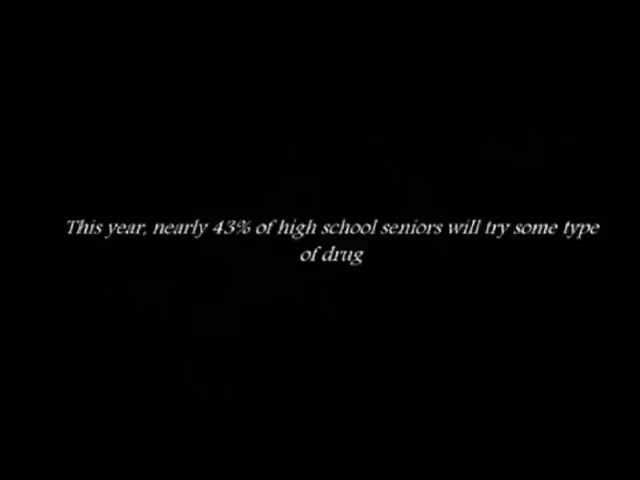 This year, nearly 43% of high school seniors will try some type
of drug